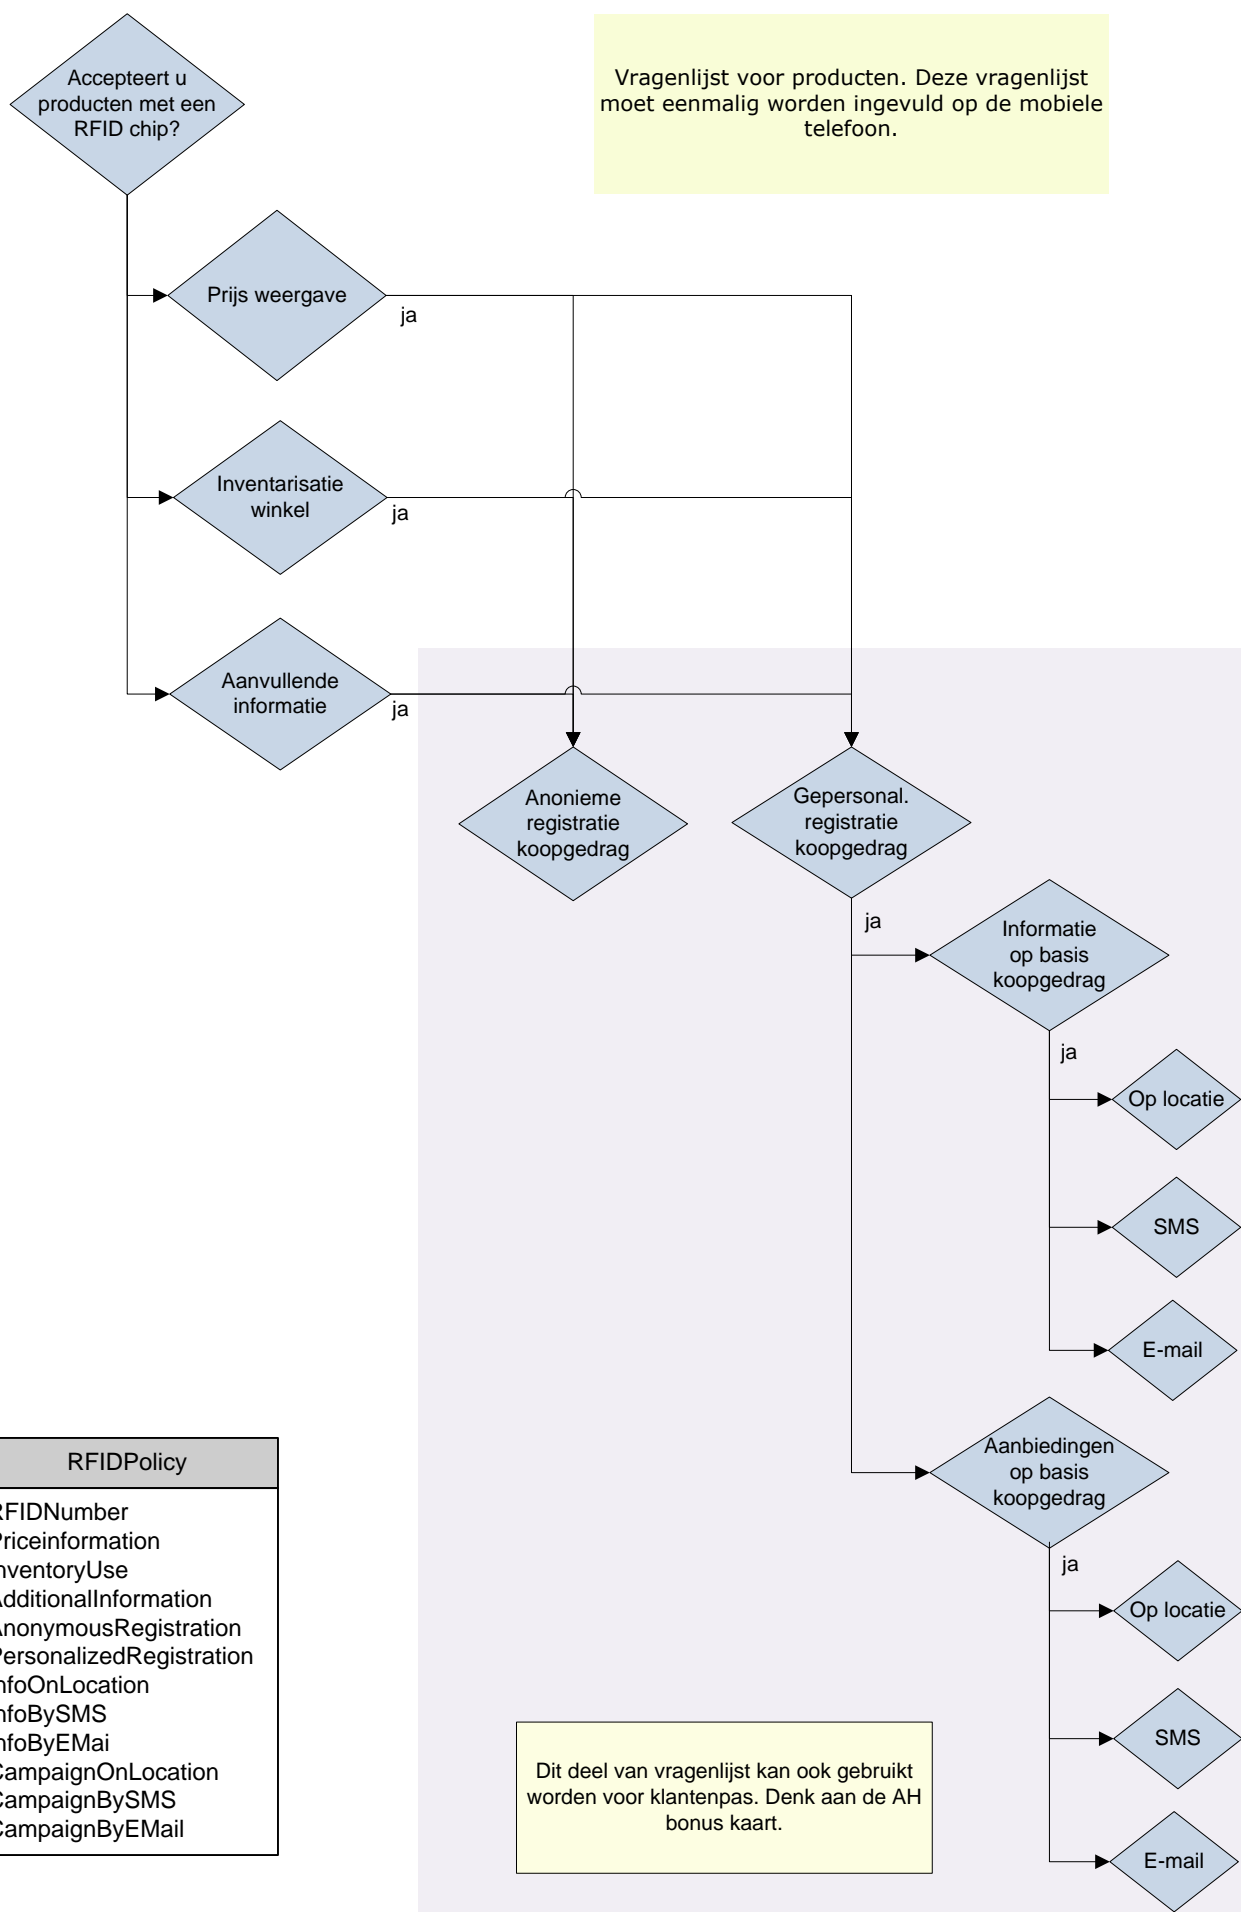 Accepteert u
producten met een
RFID chip?
Vragenlijst voor producten. Deze vragenlijst
moet eenmalig worden ingevuld op de mobiele
telefoon.
Prijs weergave
ja
Inventarisatie
winkel
ja
Aanvullende
informatie
ja
Anonieme
registratie
koopgedrag
Gepersonal.
registratie
koopgedrag
ja
Informatie
op basis
koopgedrag
ja
Op locatie
SMS
E-mail
Aanbiedingen
op basis
koopgedrag
ja
Op locatie
SMS
E-mail
RFIDPolicy
RFIDNumber
Priceinformation
InventoryUse
AdditionalInformation
AnonymousRegistration
PersonalizedRegistration
InfoOnLocation
InfoBySMS
InfoByEMai
CampaignOnLocation
CampaignBySMS
CampaignByEMail
Dit deel van vragenlijst kan ook gebruikt
worden voor klantenpas. Denk aan de AH
bonus kaart.